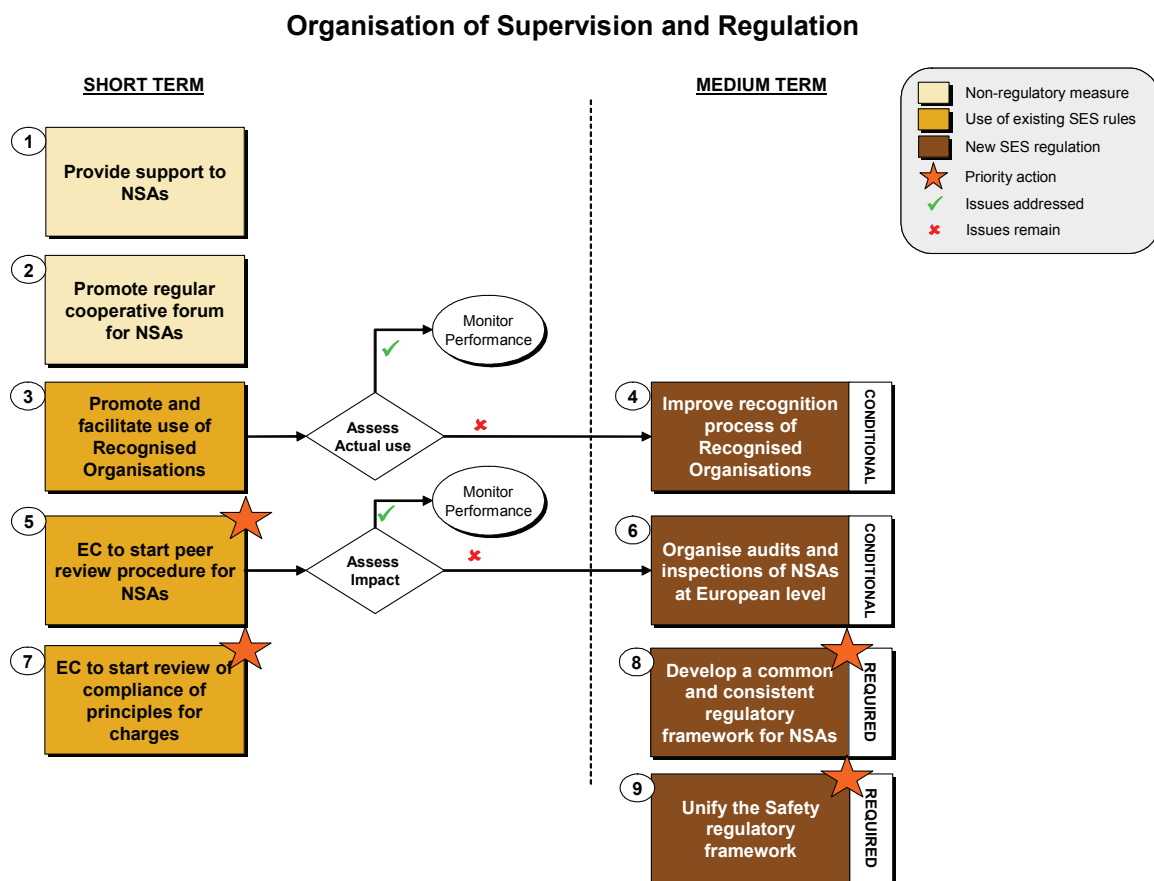 Organisation of Supervision and Regulation
SHORT TERM
MEDIUM TERM
Non-regulatory measure
Use of existing SES rules
New SES regulation
Priority action
Issues addressed
Issues remain
1
Provide support to
NSAs
2
Promote regular
cooperative forum
for NSAs
Monitor
Performance
3
Promote and
facilitate use of
Recognised
Organisations
Assess
Actual use
4
Improve recognition
process of
Recognised
Organisations
CONDITIONAL
Monitor
Performance
5
EC to start peer
review procedure for
NSAs
Assess
Impact
6
Organise audits and
inspections of NSAs
at European level
CONDITIONAL
7
EC to start review of
compliance of
principles for
charges
8
Develop a common
and consistent
regulatory
framework for NSAs
REQUIRED
9
Unify the Safety
regulatory
framework
REQUIRED